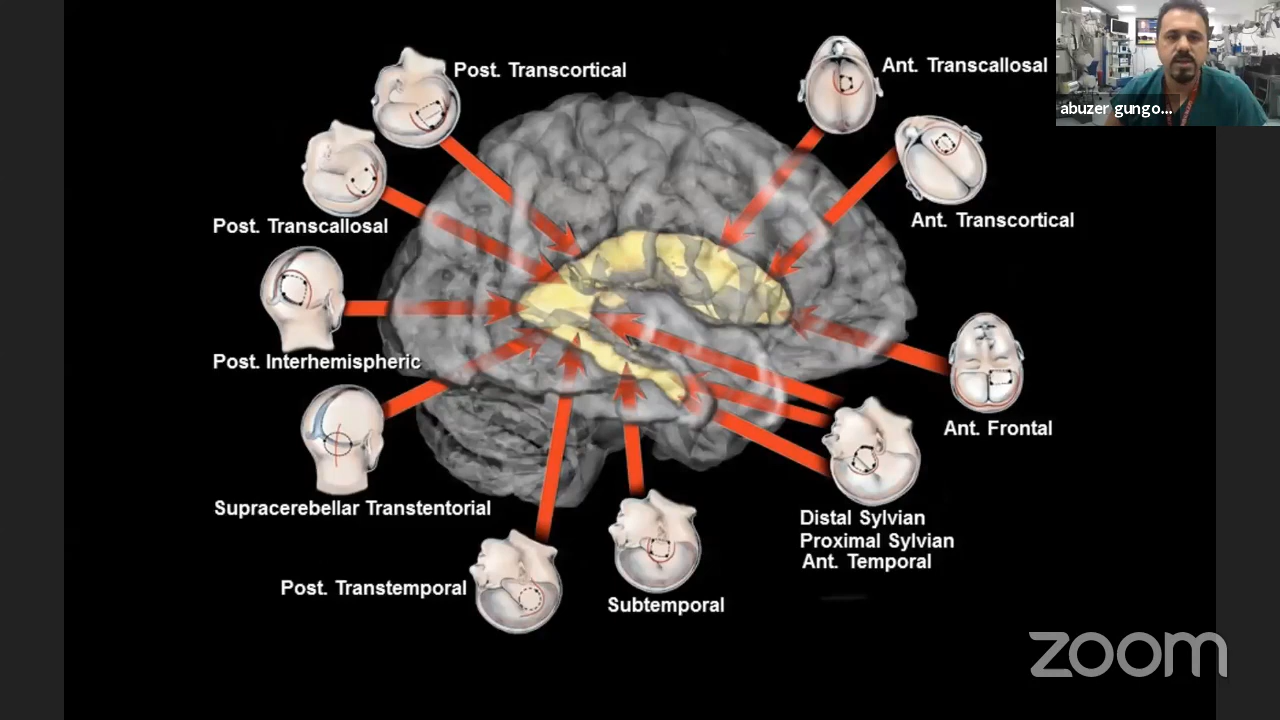 Post. Transcortical
Ant. Transcallosal
abuzer gungo...
Post. Transcallosal
Ant. Transcortical
Post. Interhemispheric
Ant. Frontal
Supracerebellar Transtentorial
Distal Sylvian
Proximal Sylvian
Ant. Temporal
Post. Transtemporal
Subtemporal
zoom